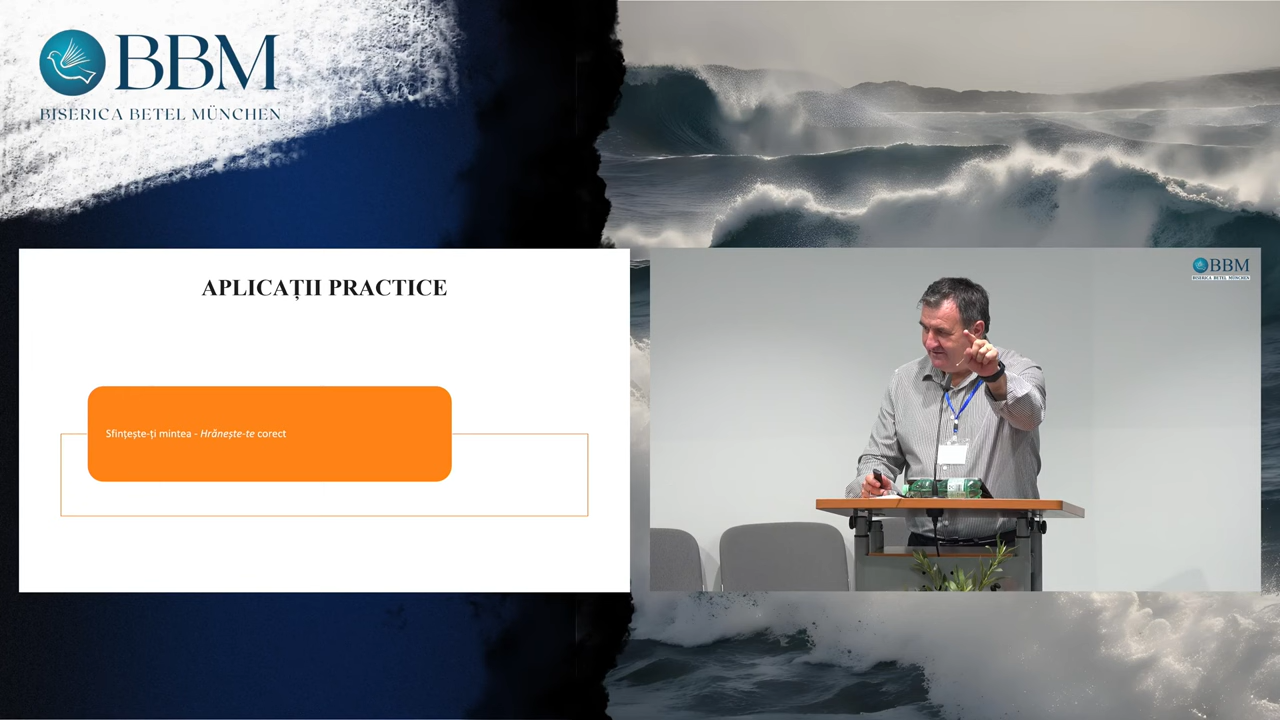 BBM
BISERICA BETEL MÜNCHEN
APLICAȚII PRACTICE
Sfințește-ți mintea - Hrănește-te corect
BBM
BISERICA BETEL MÜNCHEN